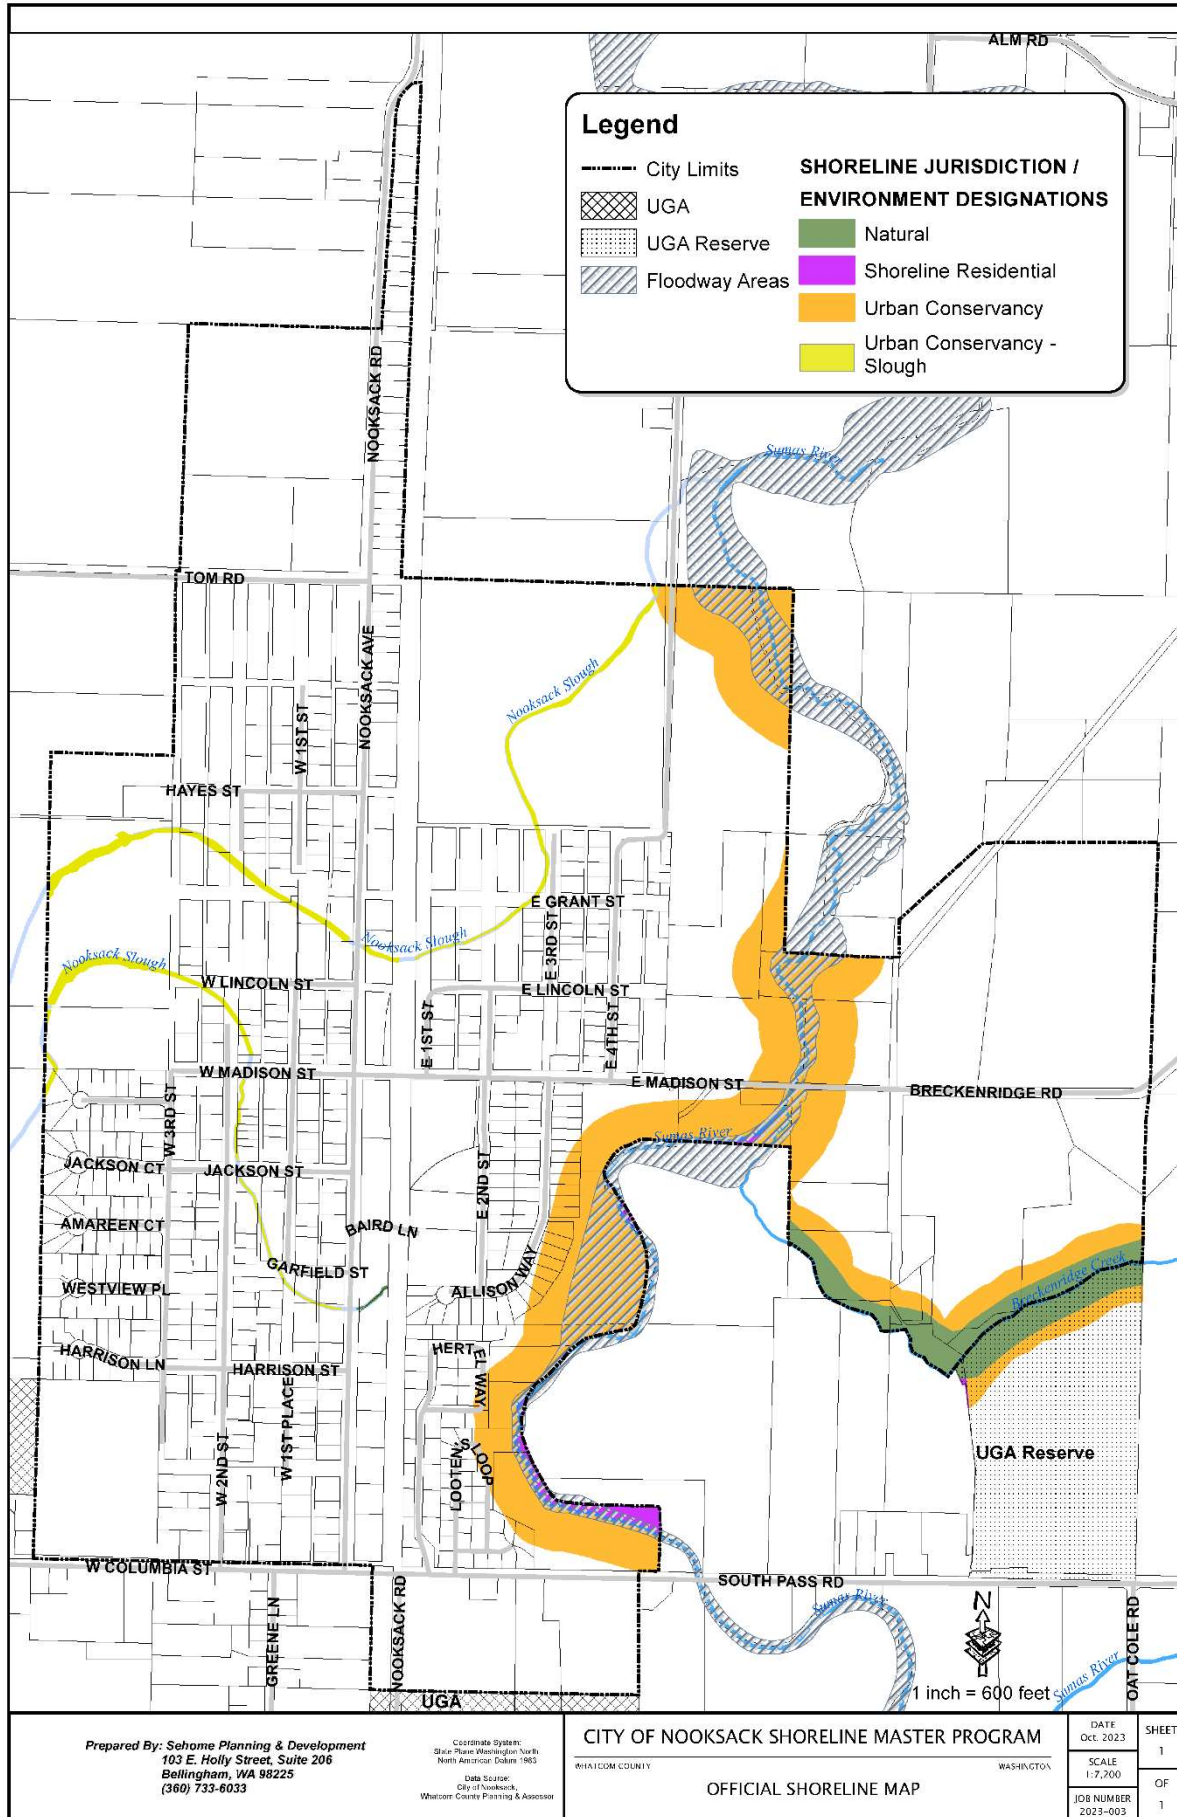 ALM RD
Legend
City Limits
UGA
UGA Reserve
Floodway Areas
SHORELINE JURISDICTION /
ENVIRONMENT DESIGNATIONS
Natural
Shoreline Residential
Urban Conservancy
Urban Conservancy -
Slough
NOOKSACK RD
Sumas River
TOM RD
NOOKSACK AVE
Nooksack Slough
W 1ST ST
HAYES ST
E GRANT ST
E 3RD ST
Nooksack Slough
Nooksack Slough
W LINCOLN ST
E LINCOLN ST
E 1ST ST
E 4TH ST
W MADISON ST
E MADISON ST
BRECKENRIDGE RD
W 3RD ST
Sumas River
JACKSON CT
JACKSON ST
E 2ND ST
AMAREEN CT
BAIRD LN
GARFIELD ST
ALLISON WAY
WESTVIEW PL
Breckenridge Creek
HARRISON LN
HARRISON ST
HERTEL WAY
W 1ST PLACE
W 2ND ST
LOOTEN'S LOOP
UGA Reserve
W COLUMBIA ST
SOUTH PASS RD
GREENE LN
NOOKSACK RD
Sumas River
N
OAT COLE RD
Sumas River
UGA
1 inch = 600 feet
Prepared By: Sehome Planning & Development
103 E. Holly Street, Suite 206
Bellingham, WA 98225
(360) 733-6033
Coordinate System:
State Plane Washington North
North American Datum 1983
Data Source:
City of Nooksack,
Whatcom County Planning & Assessor
CITY OF NOOKSACK SHORELINE MASTER PROGRAM
WHATCOM COUNTY
WASHINGTON
OFFICIAL SHORELINE MAP
DATE
Oct. 2023
SCALE
1:7,200
JOB NUMBER
2023-003
SHEET
1
OF
1